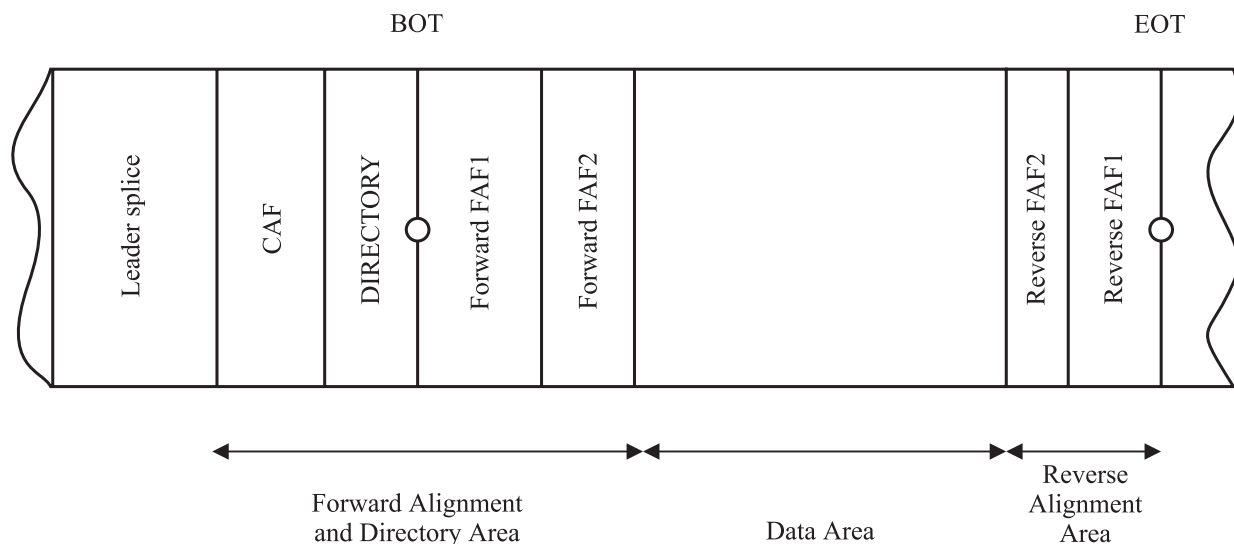 BOT
EOT
Leader splice
CAF
DIRECTORY
Forward FAF1
Forward FAF2
Reverse FAF2
Reverse FAF1
Forward Alignment
and Directory Area
Data Area
Reverse
Alignment
Area